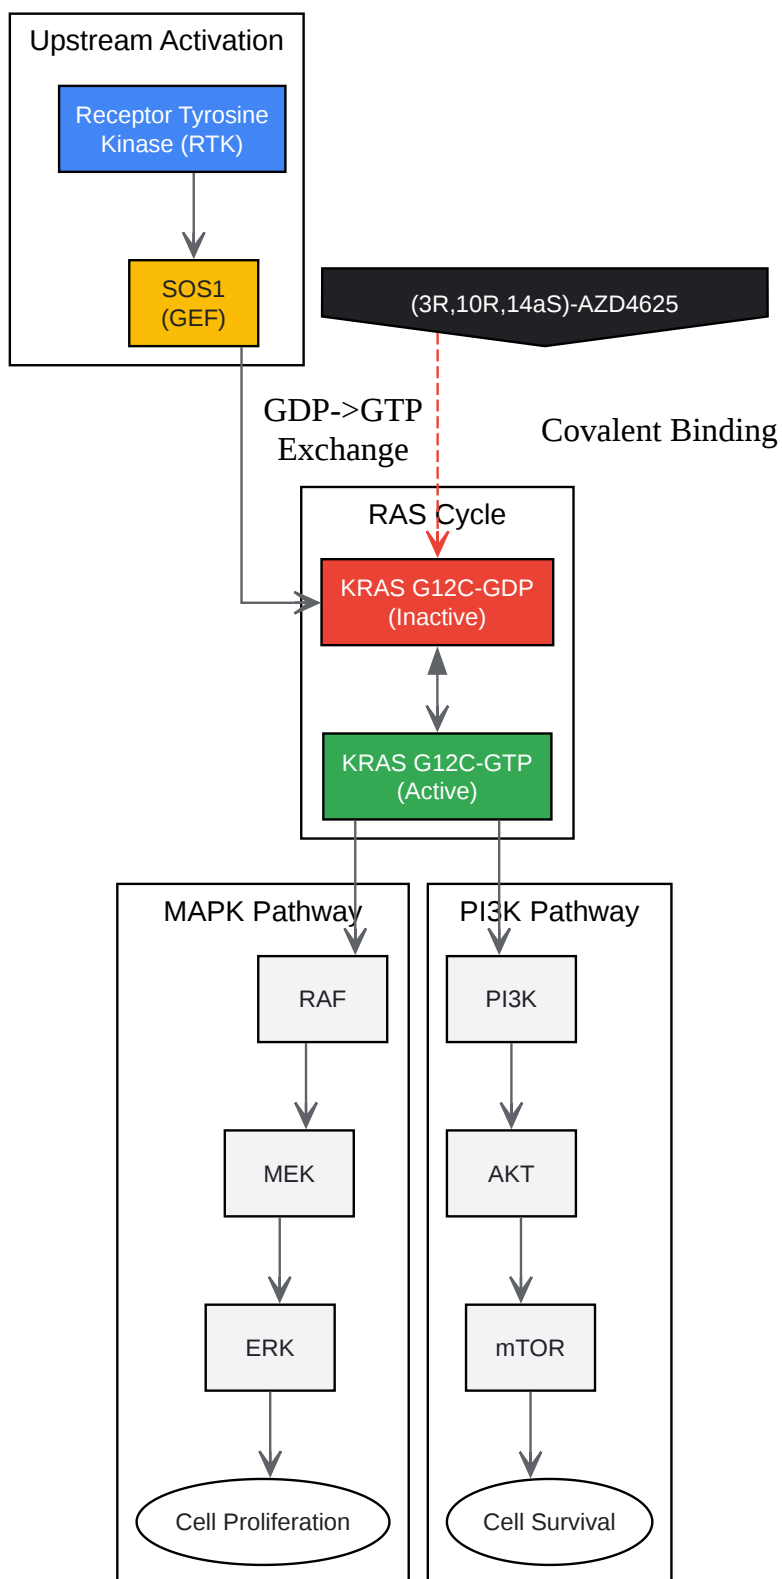 Upstream Activation
Receptor Tyrosine
Kinase (RTK)
SOS1
(GEF)
(3R,10R,14aS)-AZD4625
GDP->GTP
Exchange
Covalent Binding
RAS Cycle
KRAS G12C-GDP
(Inactive)
KRAS G12C-GTP
(Active)
MAPK Pathway
PI3K Pathway
RAF
PI3K
MEK
AKT
ERK
mTOR
Cell Proliferation
Cell Survival